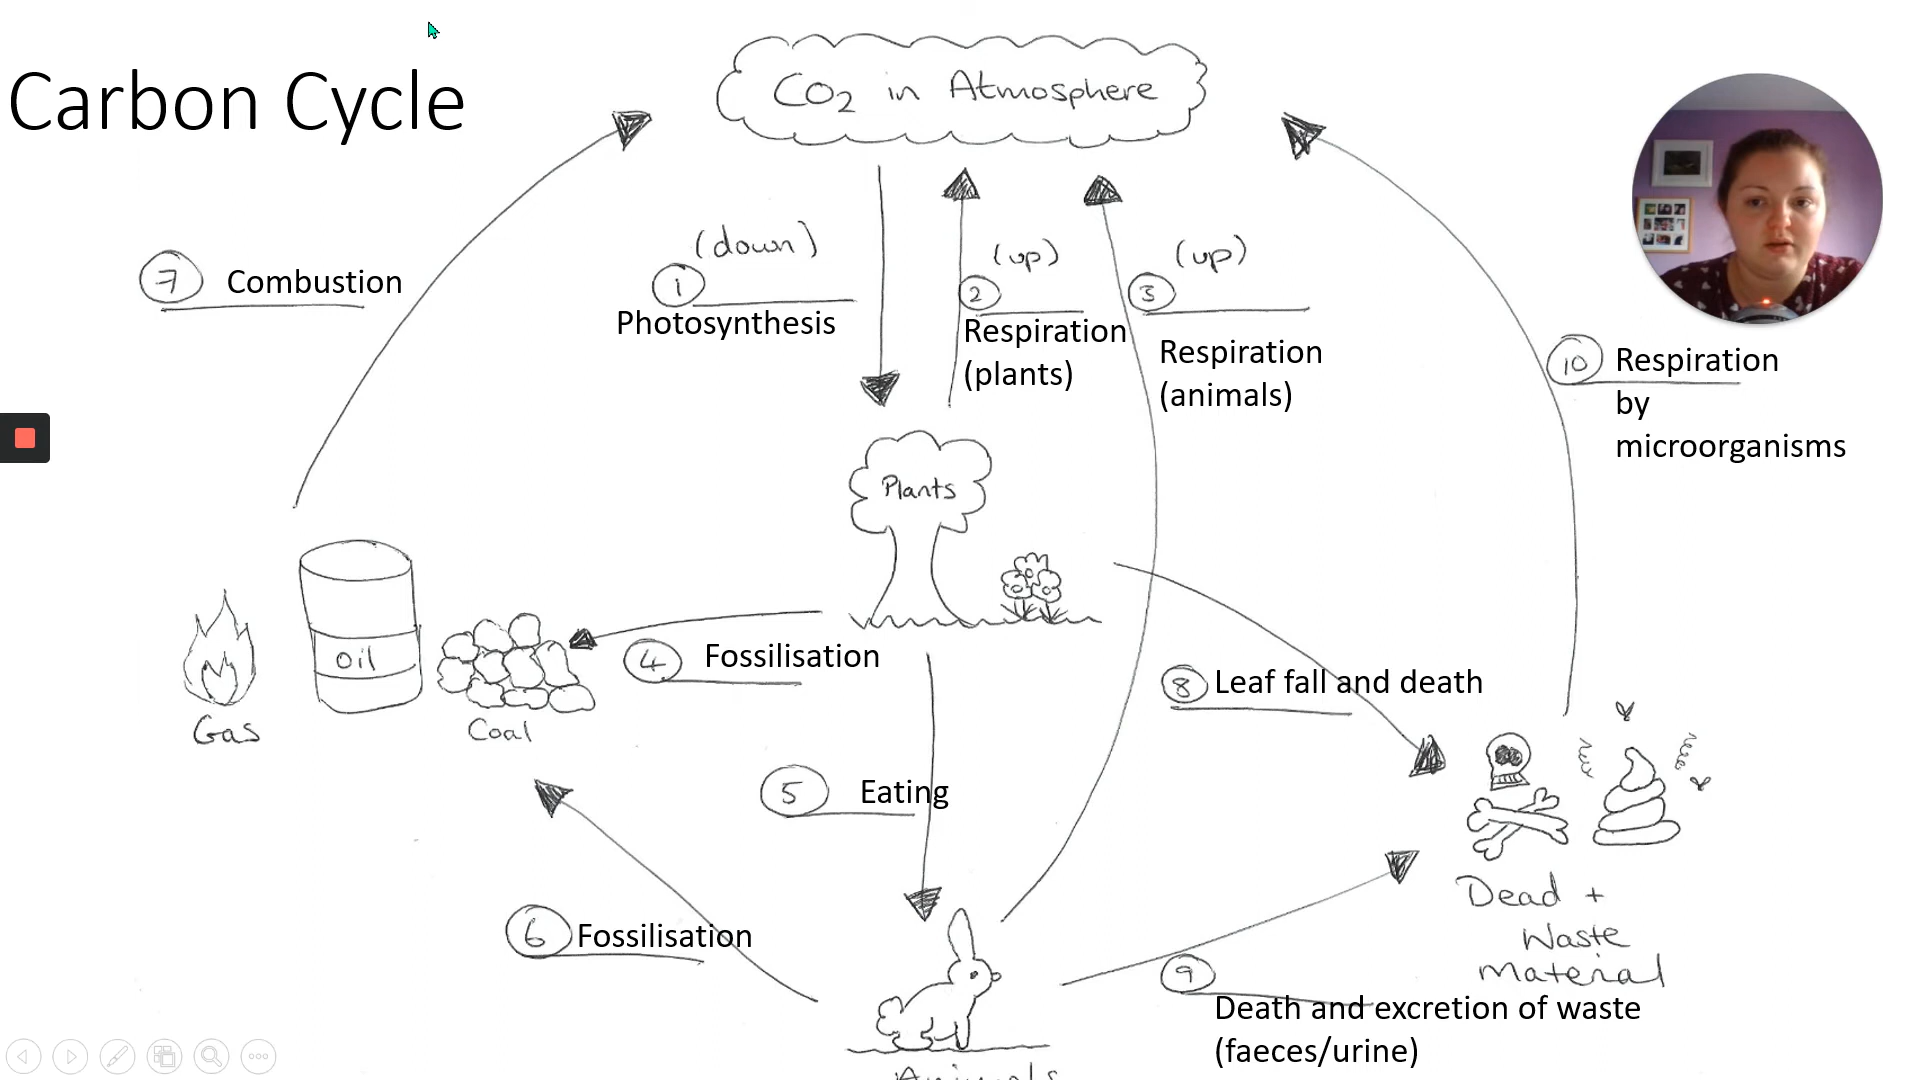 Carbon Cycle
CO2 in Atmosphere
(down)
(up)
(up)
7 Combustion
1
Photosynthesis
2
Respiration
(plants)
3
Respiration
(animals)
10 Respiration
by
microorganisms
Plants
Oil
Gas
Coal
4 Fossilisation
8 Leaf fall and death
5 Eating
6 Fossilisation
Dead +
Waste
material
9
Death and excretion of waste
(faeces/urine)
Animals